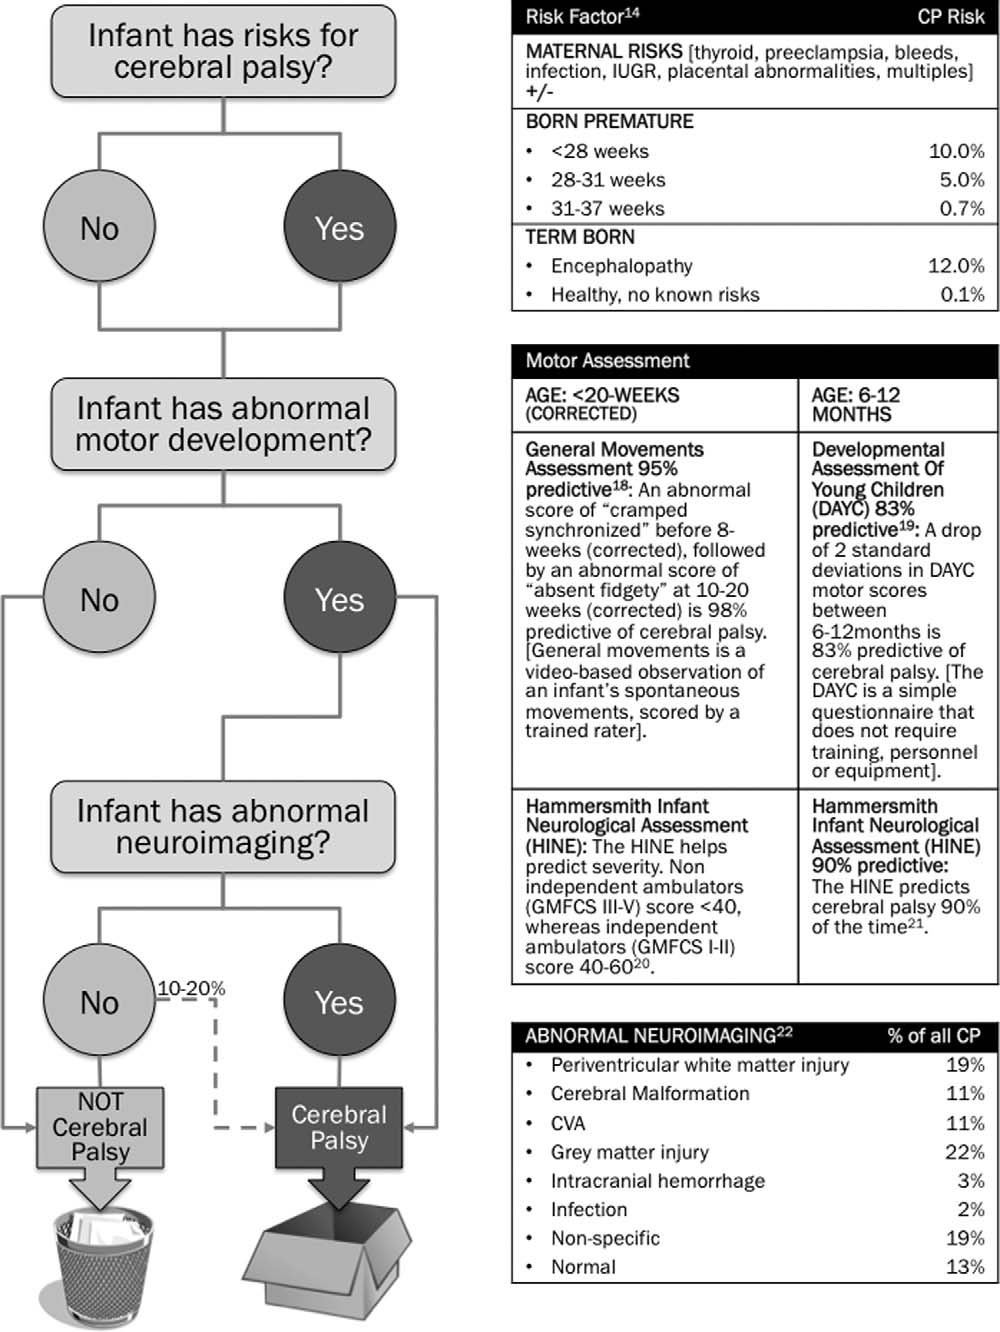 Infant has risks for
cerebral palsy?
No
Yes
Infant has abnormal
motor development?
No
Yes
Infant has abnormal
neuroimaging?
No
10-20%
Yes
NOT
Cerebral
Palsy
Cerebral
Palsy
Risk Factor14 CP Risk
MATERNAL RISKS [thyroid, preeclampsia, bleeds,
infection, IUGR, placental abnormalities, multiples]
+/-
BORN PREMATURE
• <28 weeks 10.0%
• 28-31 weeks 5.0%
• 31-37 weeks 0.7%
TERM BORN
• Encephalopathy 12.0%
• Healthy, no known risks 0.1%
Motor Assessment
AGE: <20-WEEKS
(CORRECTED)
AGE: 6-12
MONTHS
General Movements
Assessment 95%
predictive18: An abnormal
score of “cramped
synchronized” before 8-
weeks (corrected), followed
by an abnormal score of
“absent fidgety” at 10-20
weeks (corrected) is 98%
predictive of cerebral palsy.
[General movements is a
video-based observation of
an infant’s spontaneous
movements, scored by a
trained rater].
Developmental
Assessment Of
Young Children
(DAYC) 83%
predictive19: A drop
of 2 standard
deviations in DAYC
motor scores
between
6-12months is
83% predictive of
cerebral palsy. [The
DAYC is a simple
questionnaire that
does not require
training, personnel
or equipment].
Hammersmith Infant
Neurological Assessment
(HINE): The HINE helps
predict severity. Non
independent ambulators
(GMFCS III-V) score <40,
whereas independent
ambulators (GMFCS I-II)
score 40-6020.
Hammersmith
Infant Neurological
Assessment (HINE)
90% predictive:
The HINE predicts
cerebral palsy 90%
of the time21.
ABNORMAL NEUROIMAGING22 % of all CP
• Periventricular white matter injury 19%
• Cerebral Malformation 11%
• CVA 11%
• Grey matter injury 22%
• Intracranial hemorrhage 3%
• Infection 2%
• Non-specific 19%
• Normal 13%